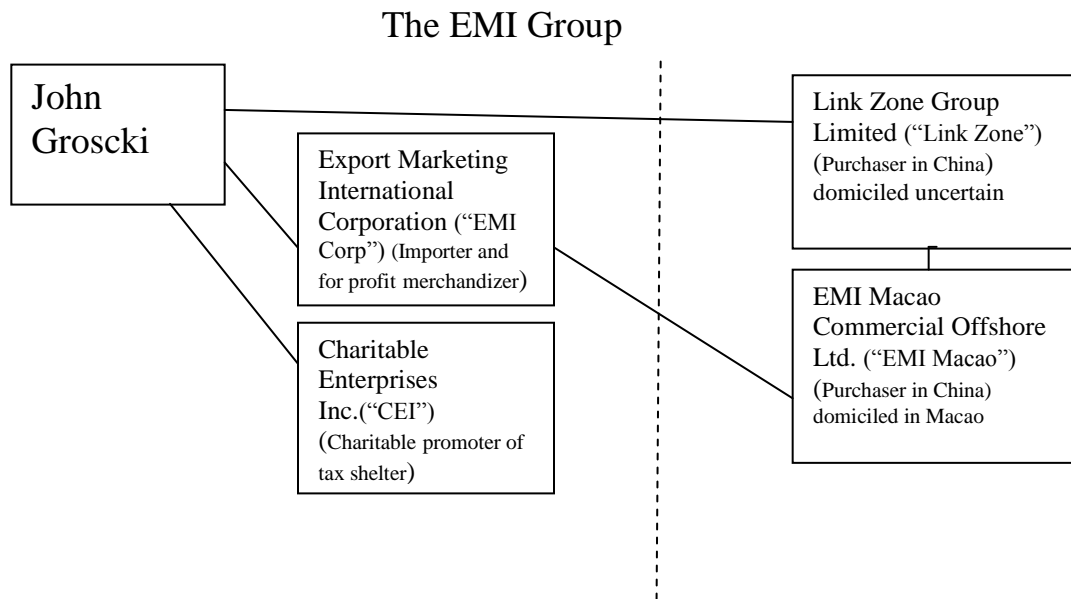 The EMI Group
John
Groscki
Export Marketing
International
Corporation (“EMI
Corp”) (Importer and
for profit merchandizer)
Charitable
Enterprises
Inc.(“CEI”)
(Charitable promoter of
tax shelter)
Link Zone Group
Limited (“Link Zone”)
(Purchaser in China)
domiciled uncertain
EMI Macao
Commercial Offshore
Ltd. (“EMI Macao”)
(Purchaser in China)
domiciled in Macao